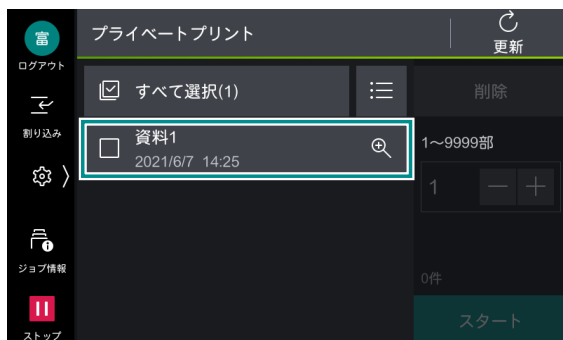 富
ログアウト
割り込み
ジョブ情報
ストップ
プライベートプリント
更新
すべて選択(1)
資料1
2021/6/7 14:25
削除
1〜9999部
1
0件
スタート